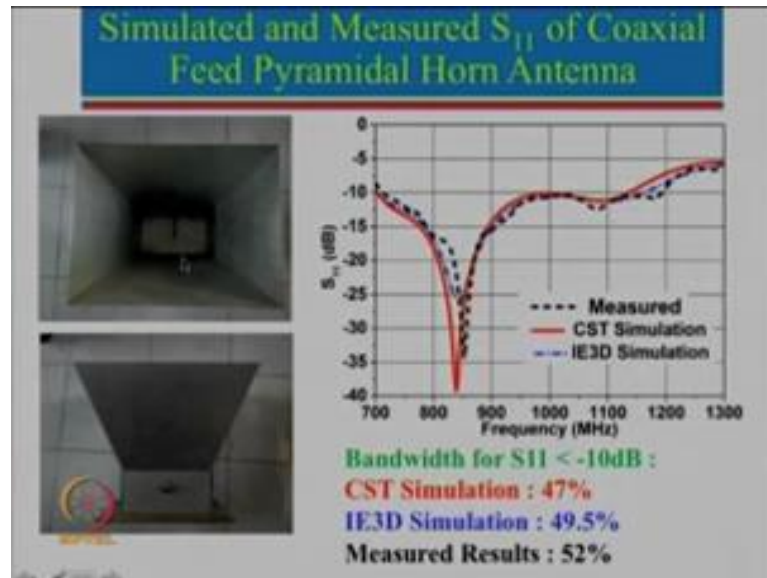 Simulated and Measured S11 of Coaxial
Feed Pyramidal Horn Antenna
0
-5
-10
-15
-20
-25
-30
-35
-40
S11 (dB)
Measured
CST Simulation
IE3D Simulation
700 800 900 1000 1100 1200 1300
Frequency (MHz)
Bandwidth for S11 < -10dB :
CST Simulation : 47%
IE3D Simulation : 49.5%
Measured Results : 52%
NPTEL